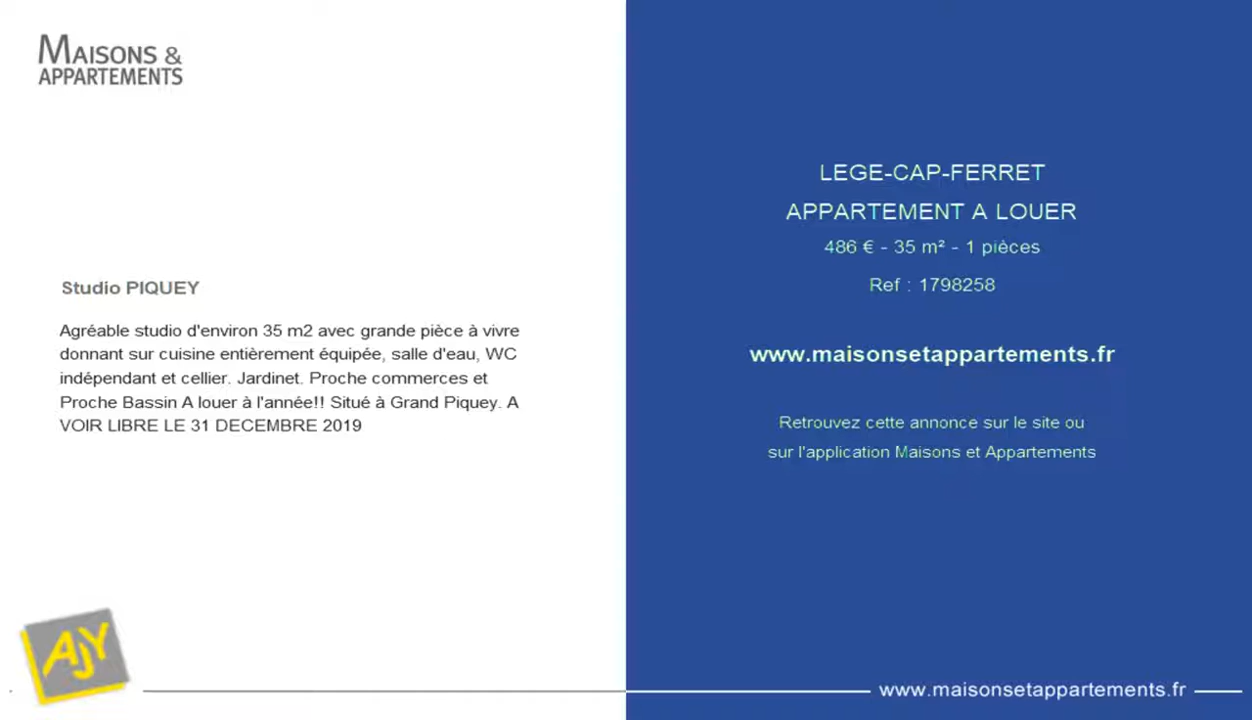 MAISONS &
APPARTEMENTS
Studio PIQUEY
Agréable studio d'environ 35 m2 avec grande pièce à vivre
donnant sur cuisine entièrement équipée, salle d'eau, WC
indépendant et cellier. Jardinet. Proche commerces et
Proche Bassin A louer à l'année!! Situé à Grand Piquey. A
VOIR LIBRE LE 31 DECEMBRE 2019
AJY
LEGE-CAP-FERRET
APPARTEMENT A LOUER
486 € - 35 m² - 1 pièces
Ref : 1798258
www.maisonsetappartements.fr
Retrouvez cette annonce sur le site ou
sur l'application Maisons et Appartements
www.maisonsetappartements.fr